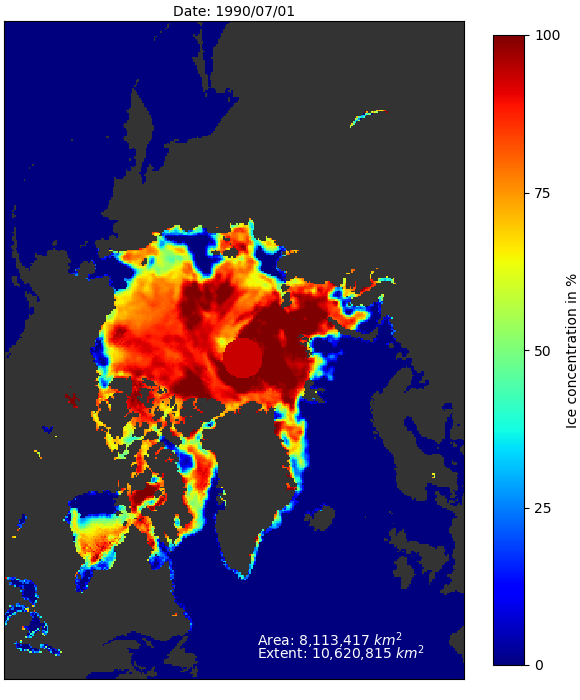 Date: 1990/07/01
100
75
50
25
0
Ice concentration in %
Area: 8,113,417 km²
Extent: 10,620,815 km²